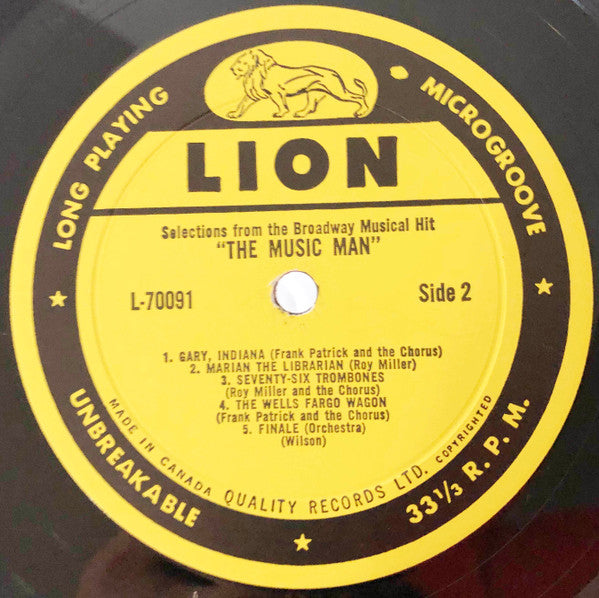 LONG PLAYING
MICROGROOVE
LION
Selections from the Broadway Musical Hit
"THE MUSIC MAN"
L-70091
Side 2
1. GARY, INDIANA (Frank Patrick and the Chorus)
2. MARIAN THE LIBRARIAN (Roy Miller)
3. SEVENTY-SIX TROMBONES
(Roy Miller and the Chorus)
4. THE WELLS FARGO WAGON
(Frank Patrick and the Chorus)
5. FINALE (Orchestra)
(Wilson)
MADE IN CANADA QUALITY RECORDS LTD. COPYRIGHTED
UNBREAKABLE
33⅓ R.P.M.